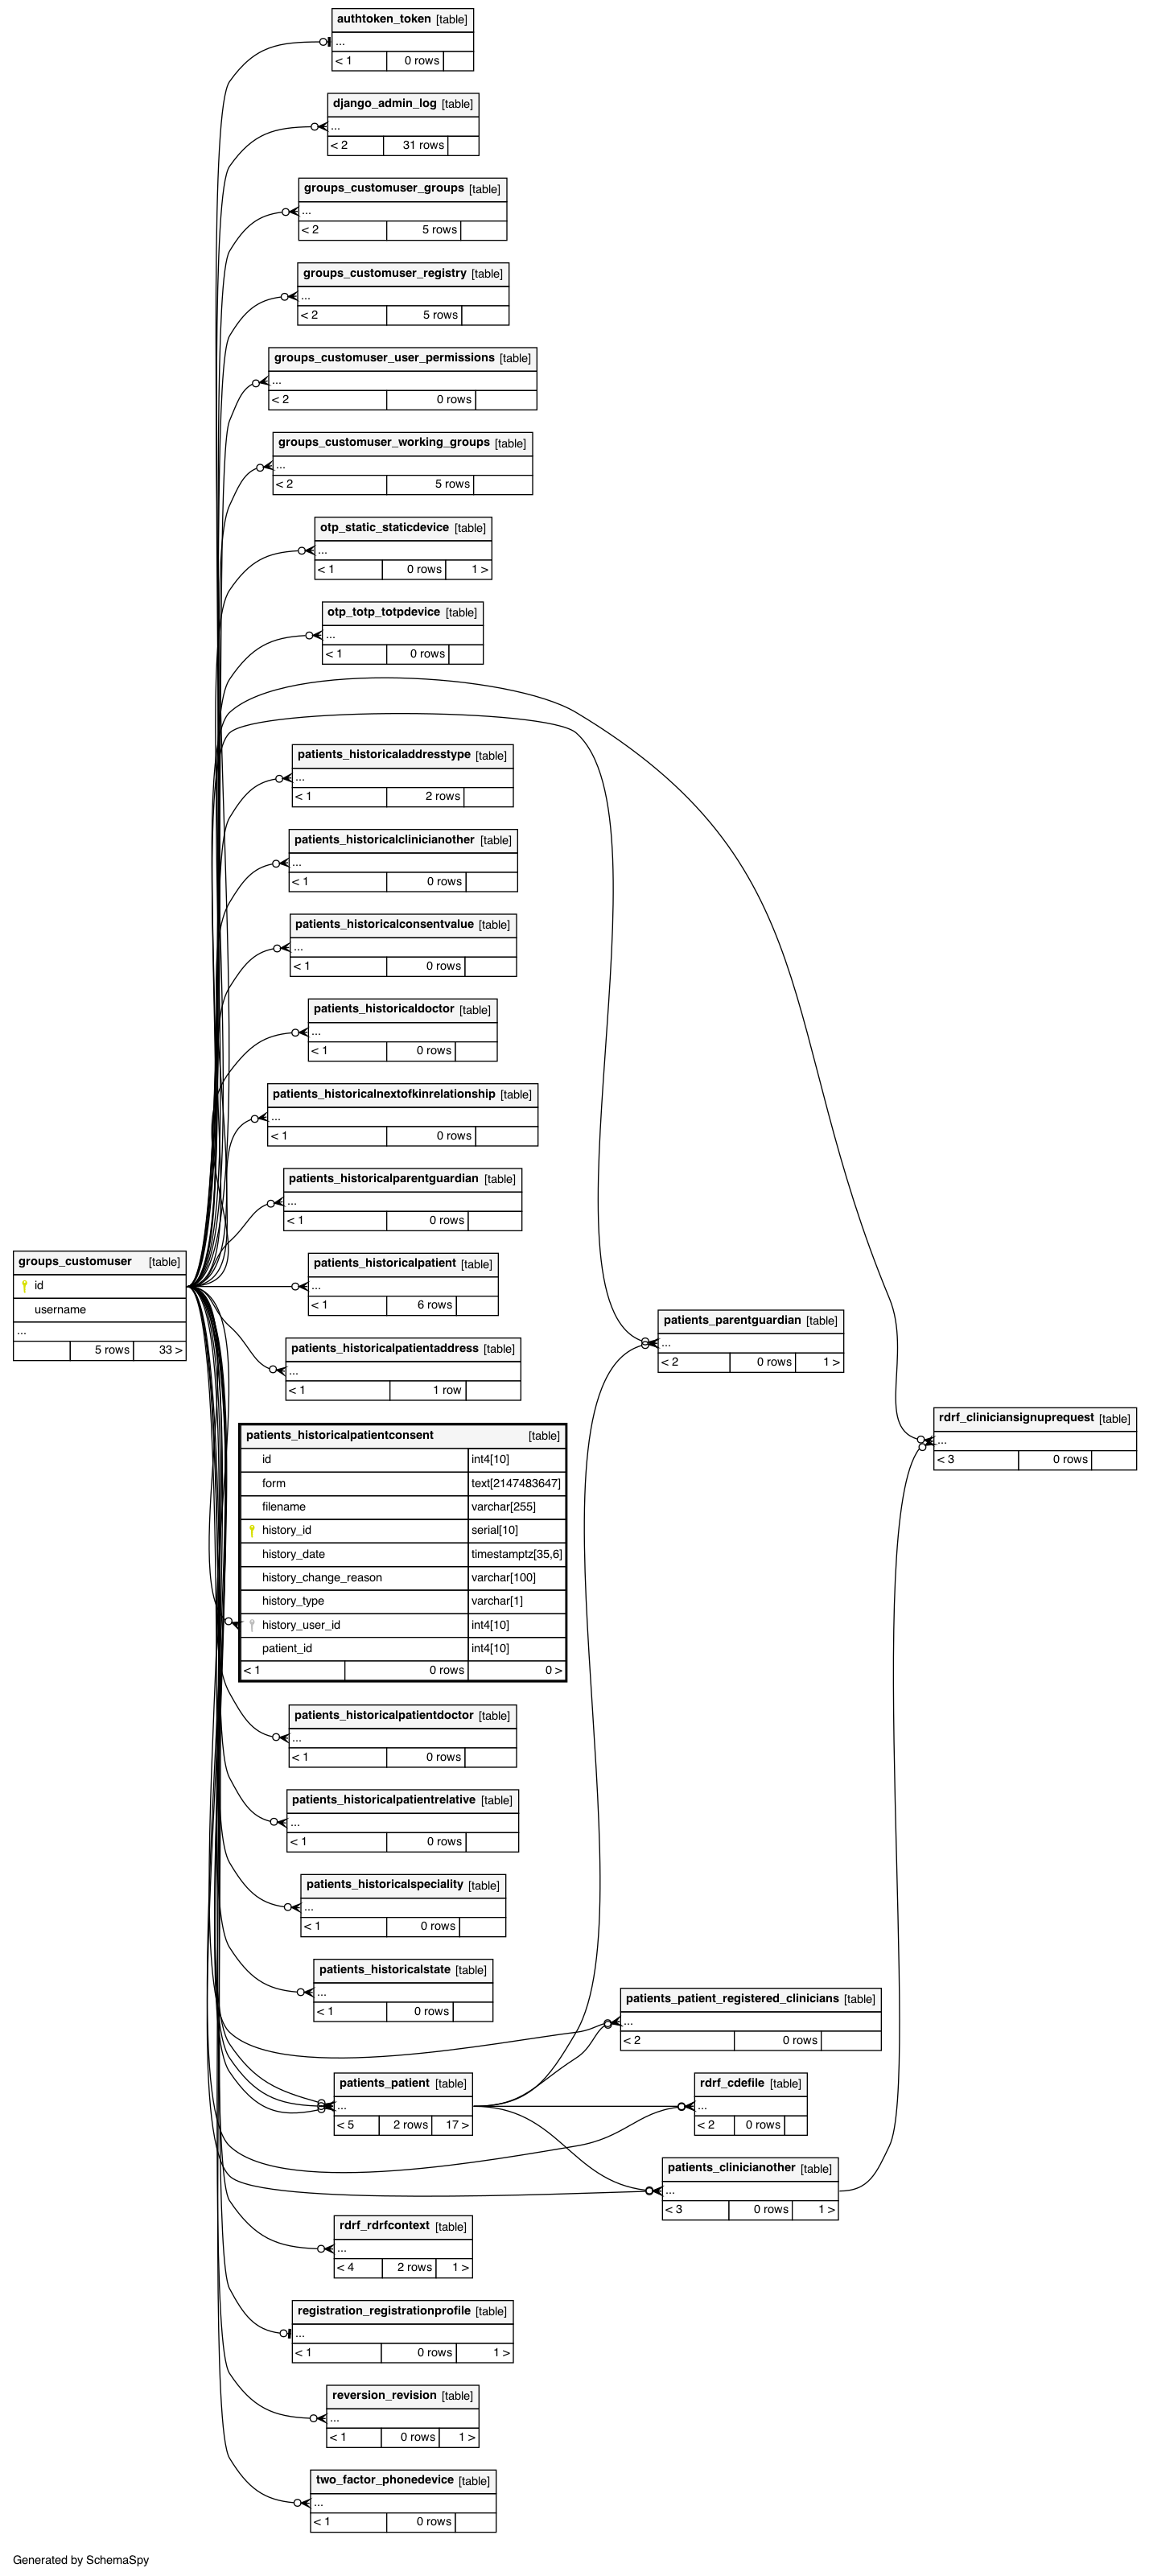 authtoken_token [table]
...
< 1 0 rows
django_admin_log [table]
...
< 2 31 rows
groups_customuser_groups [table]
...
< 2 5 rows
groups_customuser_registry [table]
...
< 2 5 rows
groups_customuser_user_permissions [table]
...
< 2 0 rows
groups_customuser_working_groups [table]
...
< 2 5 rows
otp_static_staticdevice [table]
...
< 1 0 rows 1 >
otp_totp_totpdevice [table]
...
< 1 0 rows
patients_historicaladdresstype [table]
...
< 1 2 rows
patients_historicalclinicianother [table]
...
< 1 0 rows
patients_historicalconsentvalue [table]
...
< 1 0 rows
patients_historicaldoctor [table]
...
< 1 0 rows
patients_historicalnextofkinrelationship [table]
...
< 1 0 rows
patients_historicalparentguardian [table]
...
< 1 0 rows
groups_customuser [table]
id
username
...
5 rows 33 >
patients_historicalpatient [table]
...
< 1 6 rows
patients_parentguardian [table]
...
< 2 0 rows 1 >
patients_historicalpatientaddress [table]
...
< 1 1 row
rdrf_cliniciansignuprequest [table]
...
< 3 0 rows
patients_historicalpatientconsent [table]
id int4[10]
form text[2147483647]
filename varchar[255]
history_id serial[10]
history_date timestamptz[35,6]
history_change_reason varchar[100]
history_type varchar[1]
history_user_id int4[10]
patient_id int4[10]
< 1 0 rows 0 >
patients_historicalpatientdoctor [table]
...
< 1 0 rows
patients_historicalpatientrelative [table]
...
< 1 0 rows
patients_historicalspeciality [table]
...
< 1 0 rows
patients_historicalstate [table]
...
< 1 0 rows
patients_patient_registered_clinicians [table]
...
< 2 0 rows
patients_patient [table]
...
< 5 2 rows 17 >
rdrf_cdefile [table]
...
< 2 0 rows
patients_clinicianother [table]
...
< 3 0 rows 1 >
rdrf_rdrfcontext [table]
...
< 4 2 rows 1 >
registration_registrationprofile [table]
...
< 1 0 rows 1 >
reversion_revision [table]
...
< 1 0 rows 1 >
two_factor_phonedevice [table]
...
< 1 0 rows
Generated by SchemaSpy